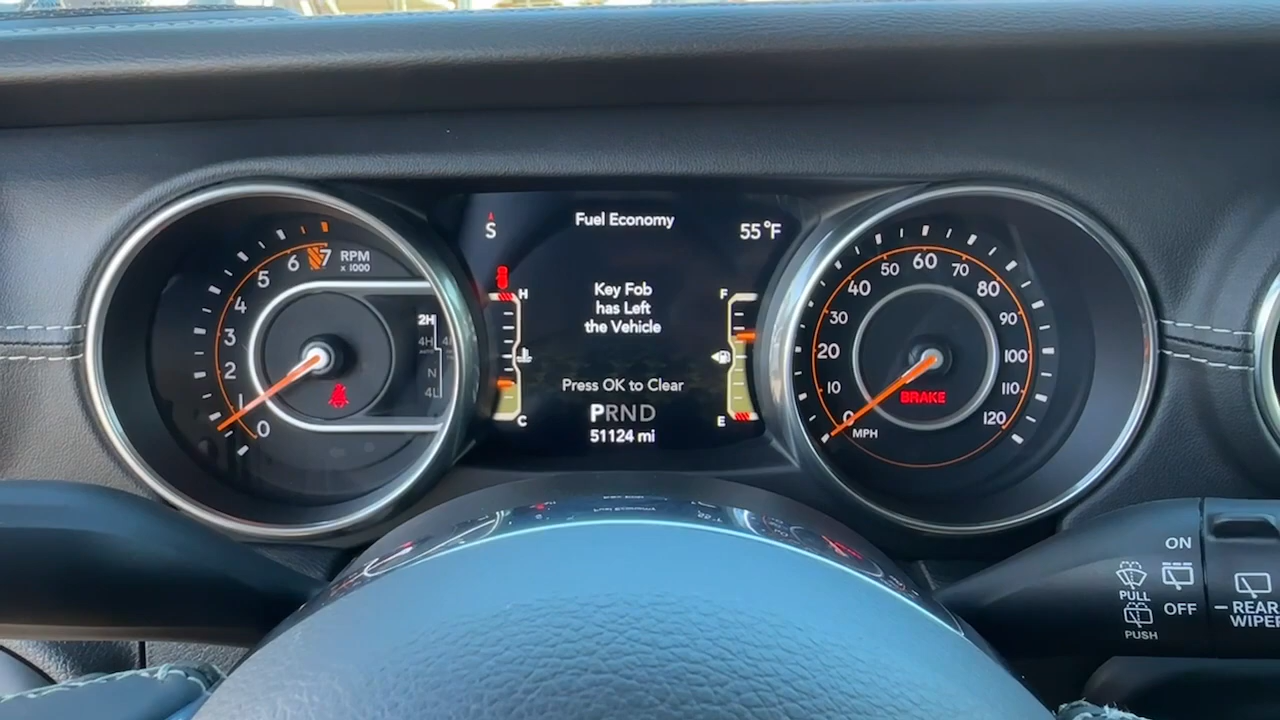 S
Fuel Economy
55°F
Key Fob
has Left
the Vehicle
Press OK to Clear
PRND
51124 mi
H
C
F
E
0
1
2
3
4
5
6
7
RPM
x 1000
2H
4H
AUTO
N
4L
0
10
20
30
40
50
60
70
80
90
100
110
120
MPH
BRAKE
ON
PULL
OFF
PUSH
REAR
WIPER